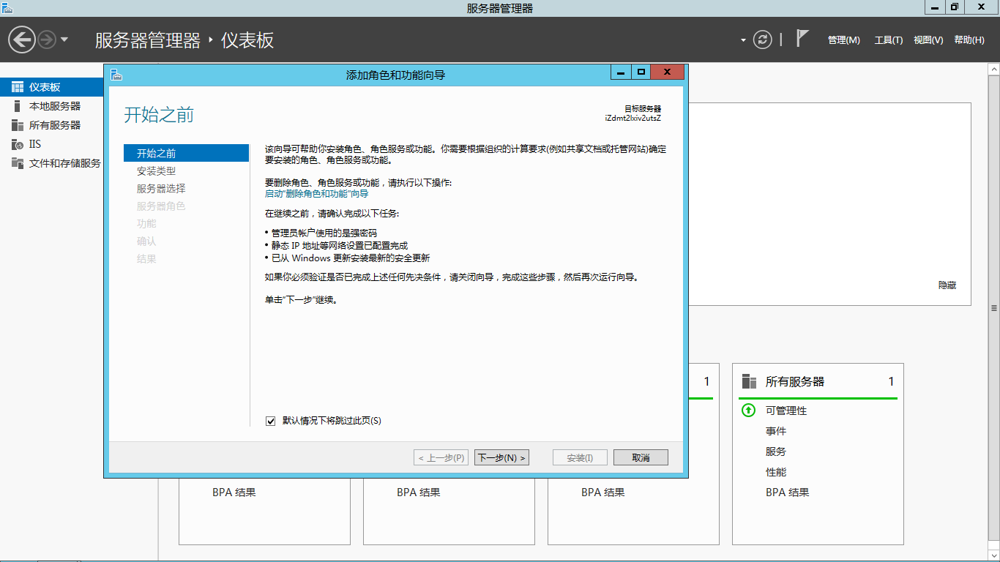 服务器管理器
服务器管理器 ‣ 仪表板
管理(M) 工具(T) 视图(V) 帮助(H)
仪表板
本地服务器
所有服务器
IIS
文件和存储服务
添加角色和功能向导
开始之前
目标服务器
iZdmt2lxiv2utsZ
开始之前
安装类型
服务器选择
服务器角色
功能
确认
结果
该向导可帮助你安装角色、角色服务或功能。你需要根据组织的计算要求(例如共享文档或托管网站)确定
要安装的角色、角色服务或功能。
要删除角色、角色服务或功能，请执行以下操作:
启动"删除角色和功能"向导
在继续之前，请确认完成以下任务:
• 管理员帐户使用的是强密码
• 静态 IP 地址等网络设置已配置完成
• 已从 Windows 更新安装最新的安全更新
如果你必须验证是否已完成上述任何先决条件，请关闭向导，完成这些步骤，然后再次运行向导。
单击"下一步"继续。
默认情况下将跳过此页(S)
< 上一步(P) 下一步(N) > 安装(I) 取消
隐藏
1
所有服务器 1
可管理性
事件
服务
性能
BPA 结果 BPA 结果 BPA 结果 BPA 结果